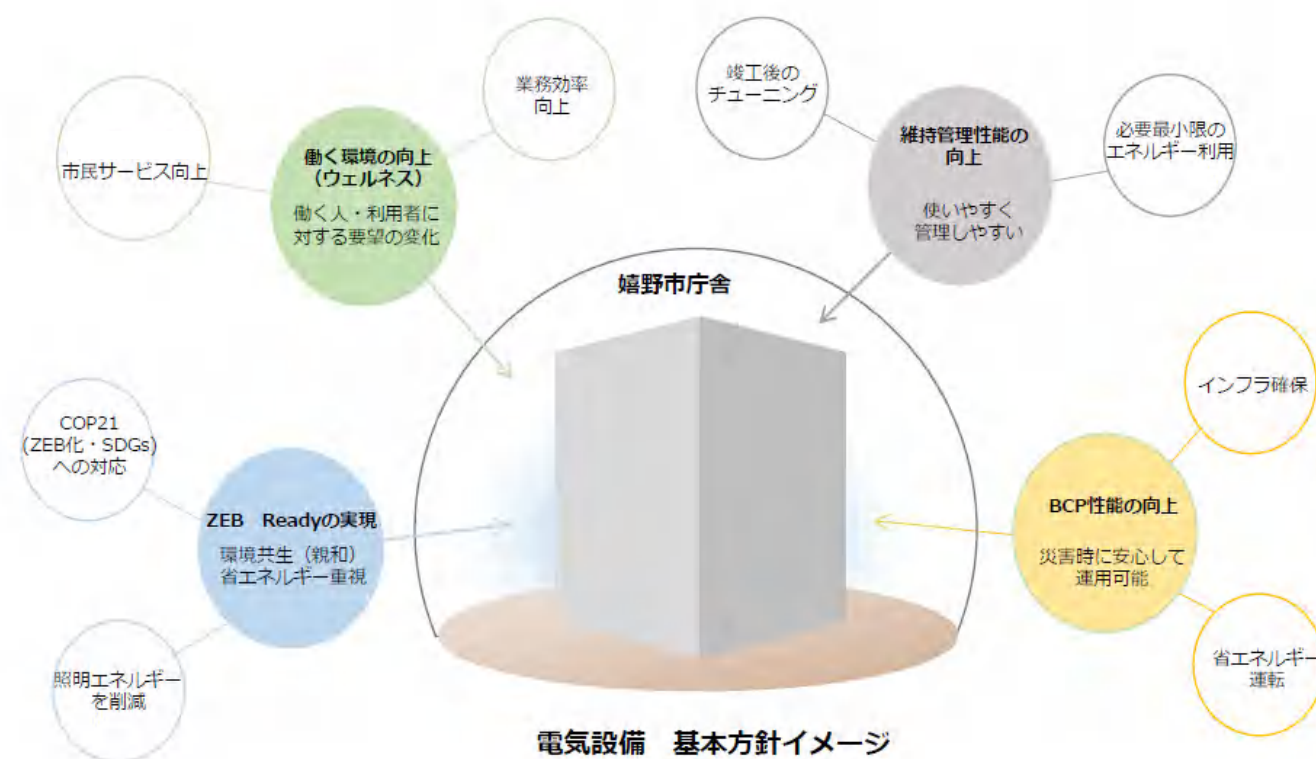 業務効率
向上
市民サービス向上
働く環境の向上
（ウェルネス）
働く人・利用者に
対する要望の変化
竣工後の
チューニング
維持管理性能の
向上
使いやすく
管理しやすい
必要最小限の
エネルギー利用
嬉野市庁舎
COP21
(ZEB化・SDGs)
への対応
ZEB　Readyの実現
環境共生（親和）
省エネルギー重視
照明エネルギー
を削減
インフラ確保
BCP性能の向上
災害時に安心して
運用可能
省エネルギー
運転
電気設備　基本方針イメージ